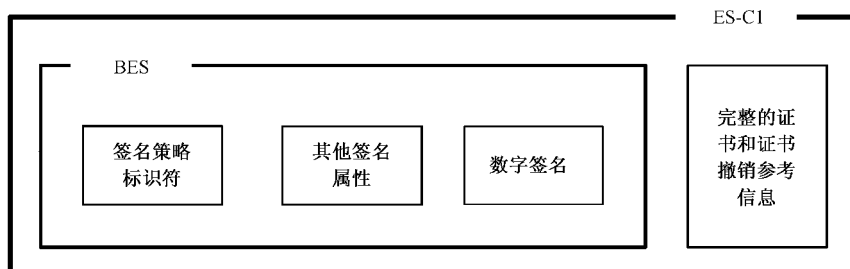 ES-C1
BES
签名策略
标识符
其他签名
属性
数字签名
完整的证
书和证书
撤销参考
信息